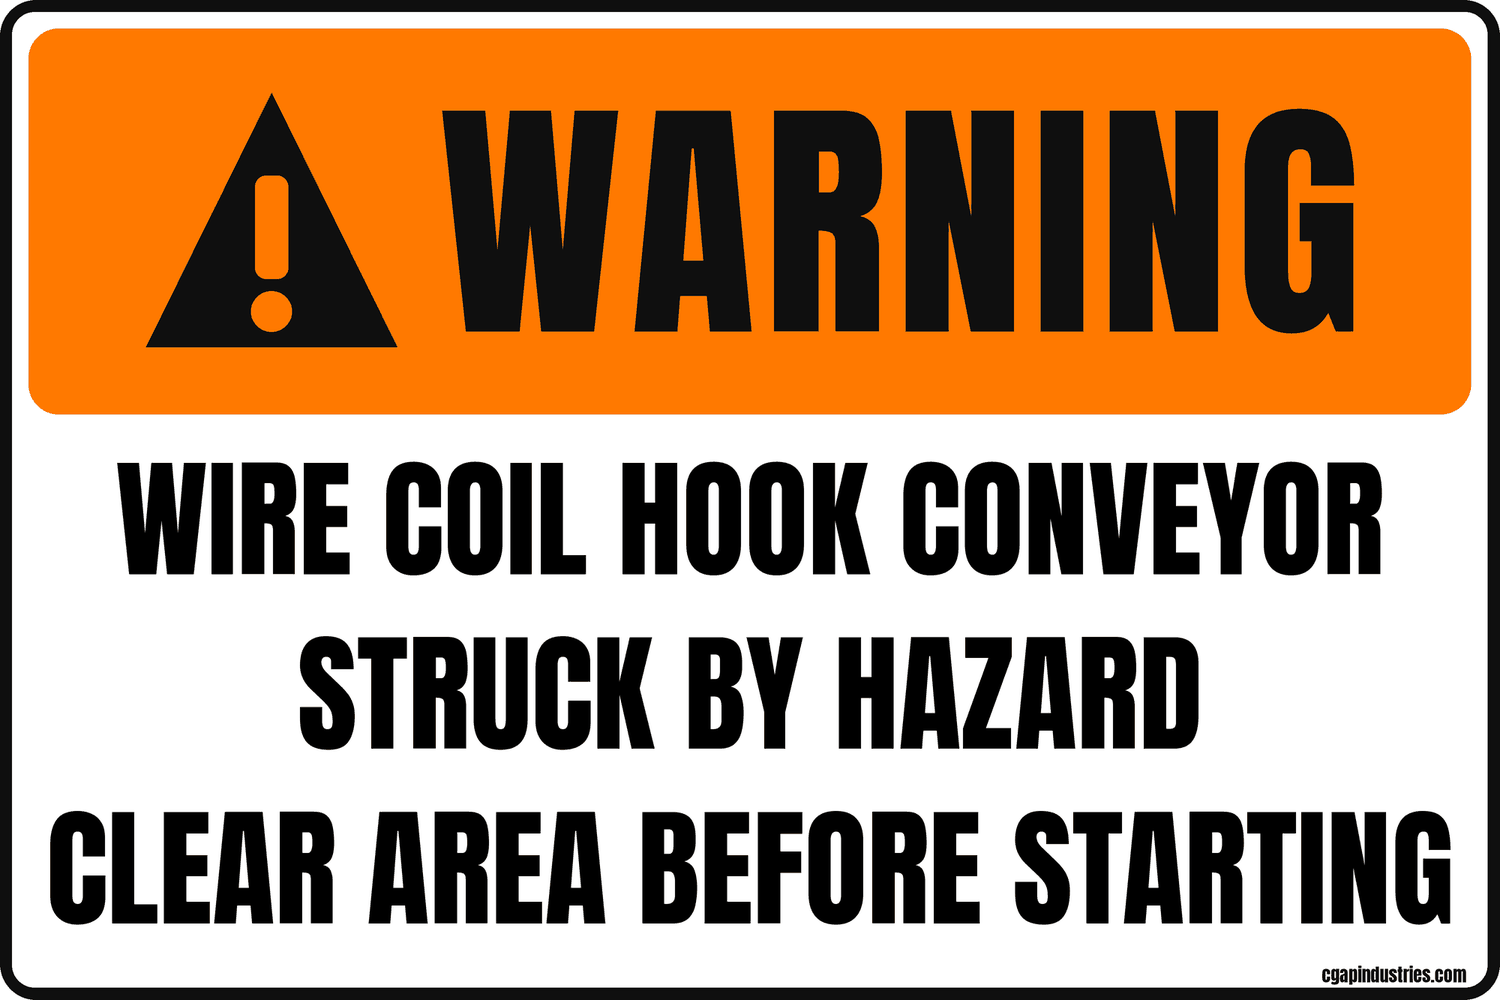 WARNING
WIRE COIL HOOK CONVEYOR
STRUCK BY HAZARD
CLEAR AREA BEFORE STARTING
cgapindustries.com